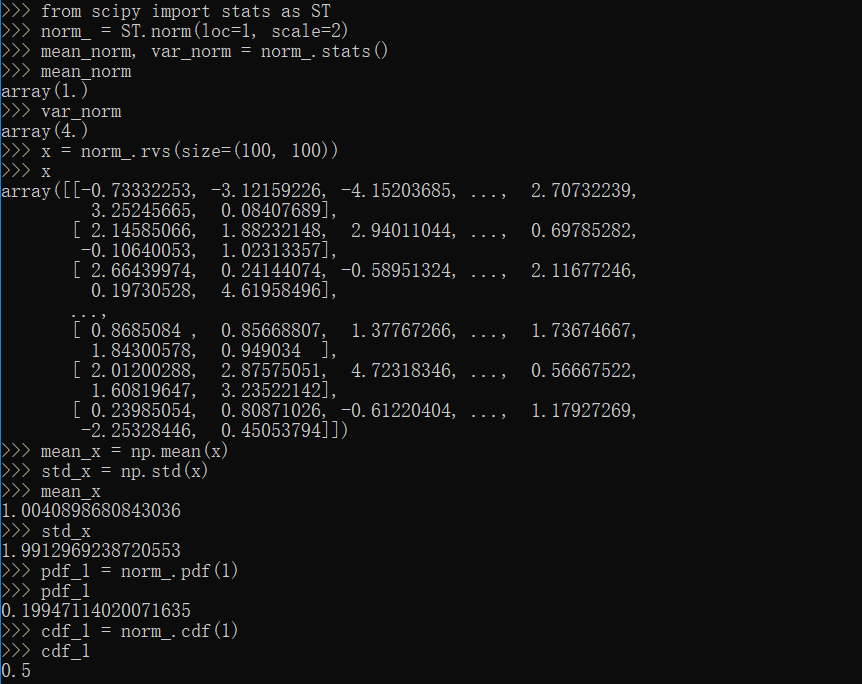 >>> from scipy import stats as ST
>>> norm_ = ST.norm(loc=1, scale=2)
>>> mean_norm, var_norm = norm_.stats()
>>> mean_norm
array(1.)
>>> var_norm
array(4.)
>>> x = norm_.rvs(size=(100, 100))
>>> x
array([[-0.73332253, -3.12159226, -4.15203685, ...,  2.70732239,
         3.25245665,  0.08407689],
       [ 2.14585066,  1.88232148,  2.94011044, ...,  0.69785282,
        -0.10640053,  1.02313357],
       [ 2.66439974,  0.24144074, -0.58951324, ...,  2.11677246,
         0.19730528,  4.61958496],
       ...,
       [ 0.8685084 ,  0.85668807,  1.37767266, ...,  1.73674667,
         1.84300578,  0.949034  ],
       [ 2.01200288,  2.87575051,  4.72318346, ...,  0.56667522,
         1.60819647,  3.23522142],
       [ 0.23985054,  0.80871026, -0.61220404, ...,  1.17927269,
        -2.25328446,  0.45053794]])
>>> mean_x = np.mean(x)
>>> std_x = np.std(x)
>>> mean_x
1.0040898680843036
>>> std_x
1.9912969238720553
>>> pdf_1 = norm_.pdf(1)
>>> pdf_1
0.19947114020071635
>>> cdf_1 = norm_.cdf(1)
>>> cdf_1
0.5